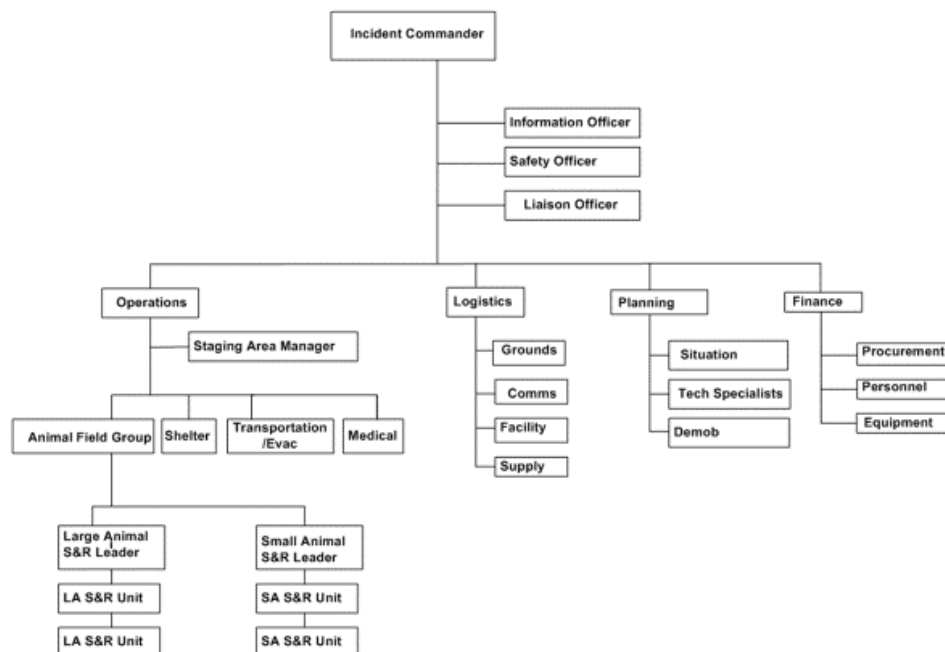 Incident Commander
Information Officer
Safety Officer
Liaison Officer
Operations
Logistics
Planning
Finance
Staging Area Manager
Grounds
Situation
Procurement
Comms
Tech Specialists
Personnel
Animal Field Group
Shelter
Transportation
/Evac
Medical
Facility
Demob
Equipment
Supply
Large Animal
S&R Leader
Small Animal
S&R Leader
LA S&R Unit
SA S&R Unit
LA S&R Unit
SA S&R Unit